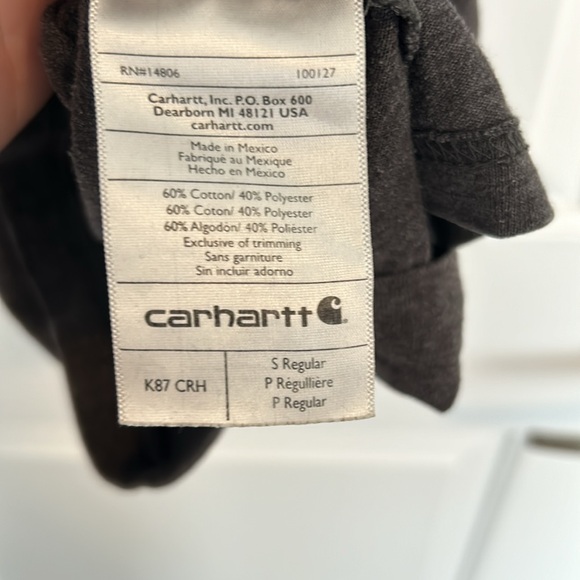 RN#14806 100127
Carhartt, Inc. P.O. Box 600
Dearborn MI 48121 USA
carhartt.com
Made in Mexico
Fabriqué au Mexique
Hecho en México
60% Cotton/ 40% Polyester
60% Coton/ 40% Polyester
60% Algodón/ 40% Poliéster
Exclusive of trimming
Sans garniture
Sin incluir adorno
carhartt
K87 CRH
S Regular
P Régullière
P Regular